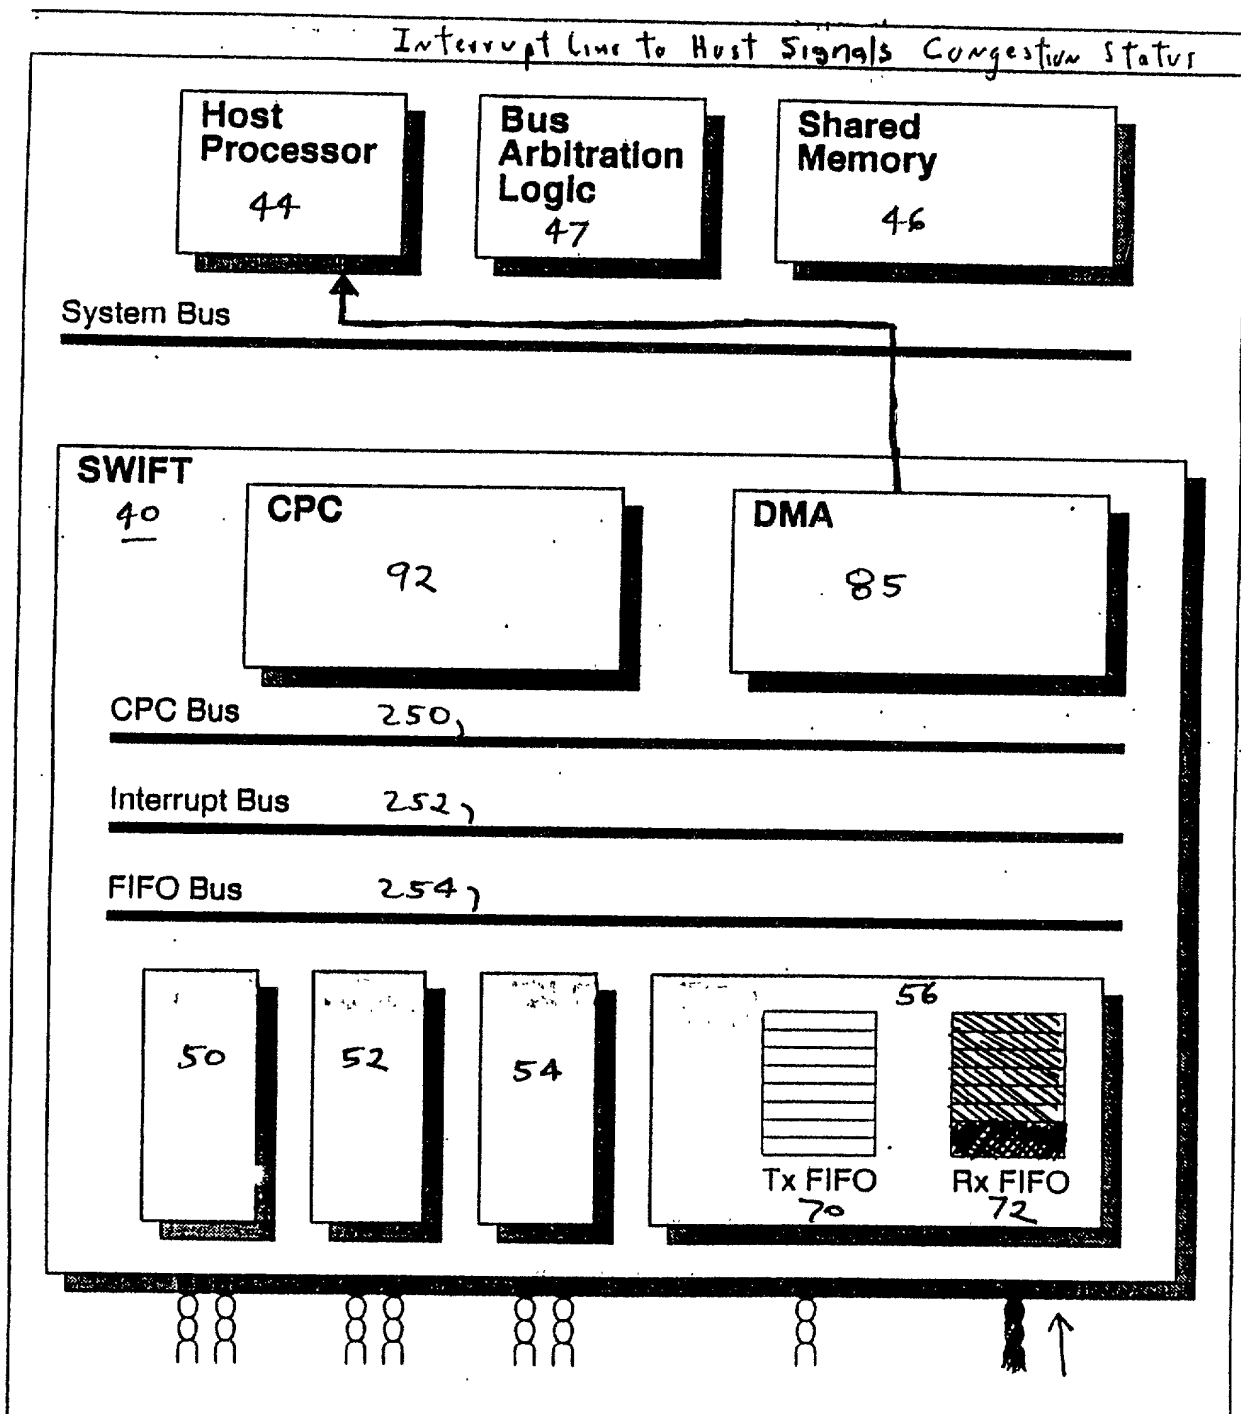 Interrupt Line to Host Signals Congestion Status
Host
Processor
44
Bus
Arbitration
Logic
47
Shared
Memory
46
System Bus
SWIFT
40
CPC
92
DMA
85
CPC Bus 250
Interrupt Bus 252
FIFO Bus 254
50
52
54
56
Tx FIFO
70
Rx FIFO
72